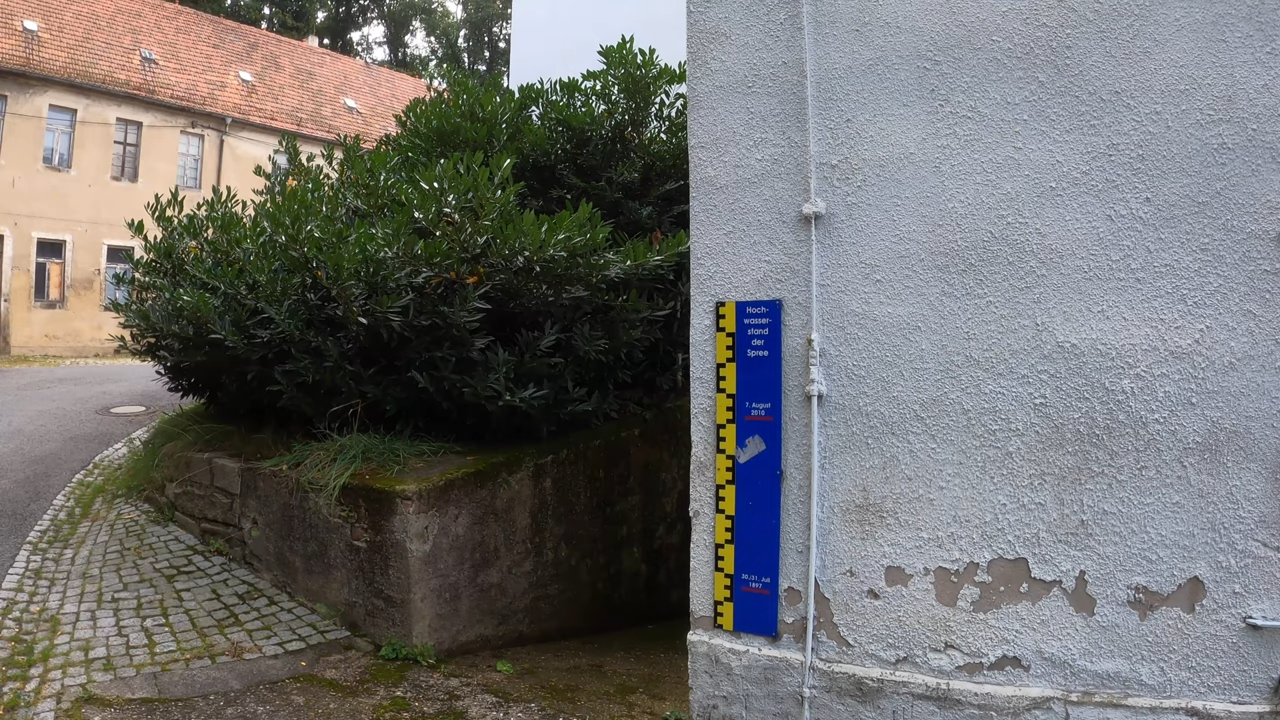 Hoch-
wasser-
stand
der
Spree
7. August
2010
30./31. Juli
1897